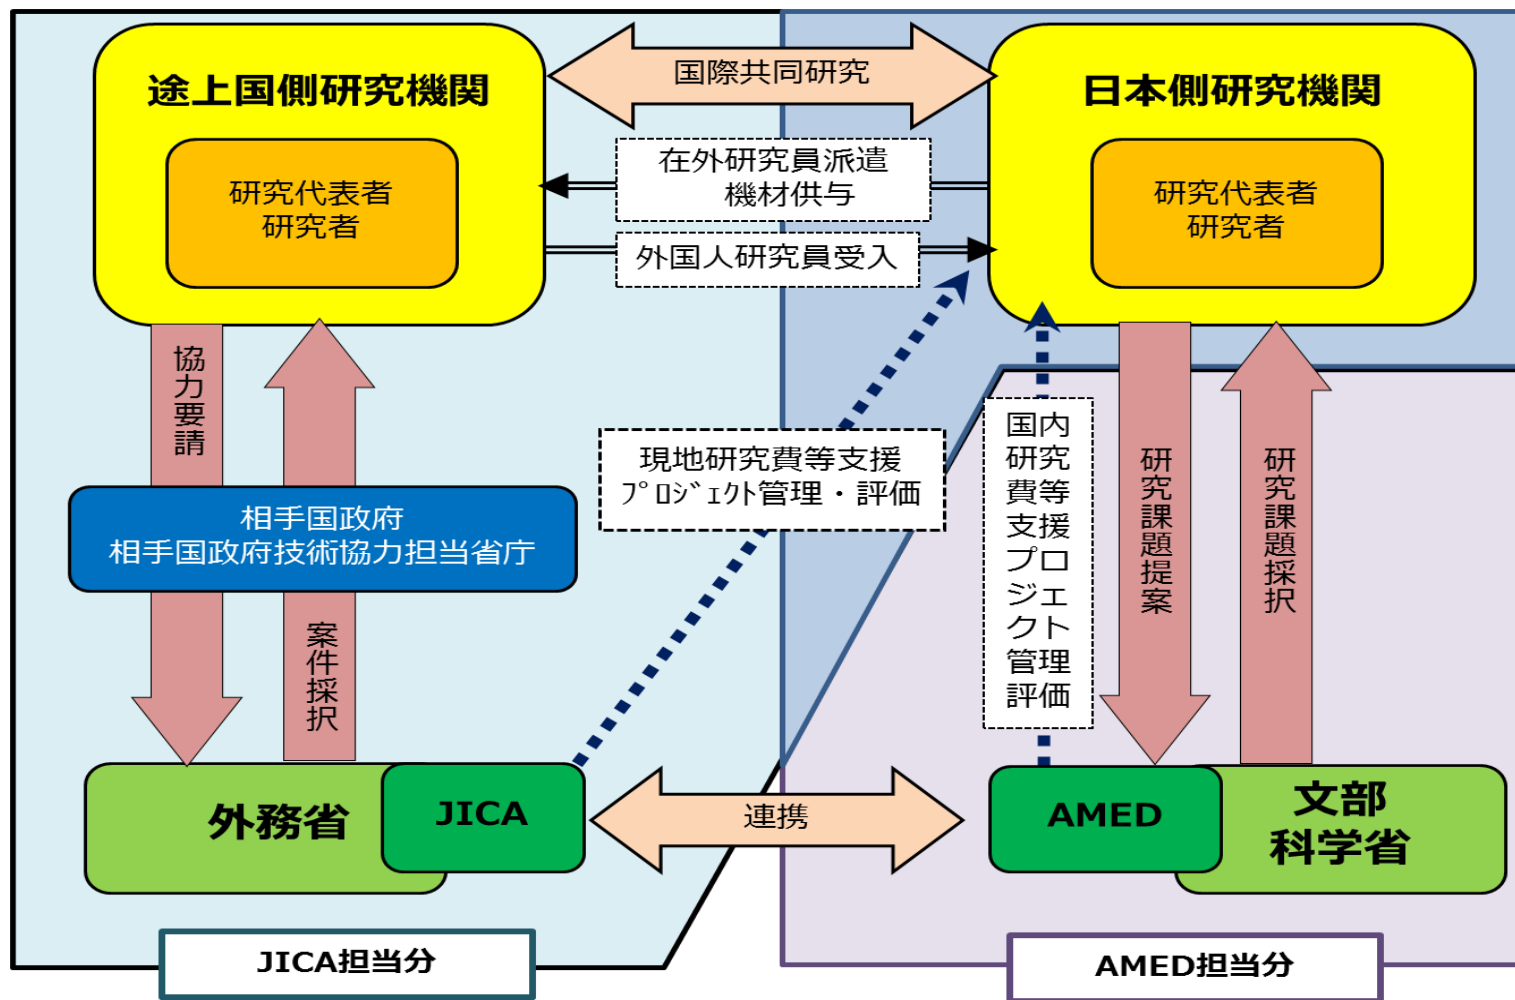 途上国側研究機関
研究代表者
研究者
国際共同研究
在外研究員派遣
機材供与
外国人研究員受入
日本側研究機関
研究代表者
研究者
協力要請
案件採択
相手国政府
相手国政府技術協力担当省庁
現地研究費等支援
ﾌﾟﾛｼﾞｪｸﾄ管理・評価
国内
研究
費等
支援
プロ
ジェ
クト
管理
評価
研究課題提案
研究課題採択
外務省
JICA
連携
AMED
文部
科学省
JICA担当分
AMED担当分